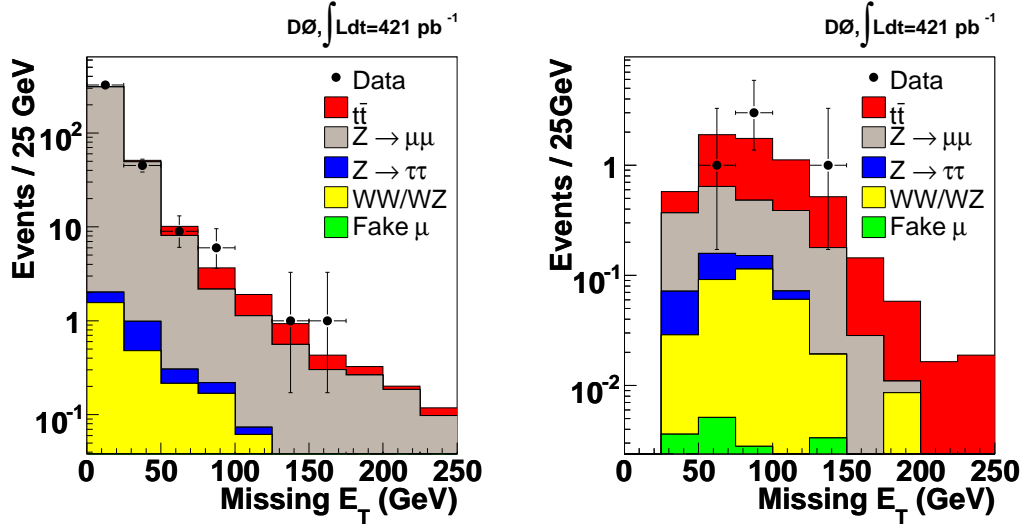 DØ, ∫Ldt=421 pb⁻¹
Events / 25 GeV
10²
10
1
10⁻¹
Data
tt̄
Z → μμ
Z → ττ
WW/WZ
Fake μ
0 50 100 150 200 250
Missing E_T (GeV)
DØ, ∫Ldt=421 pb⁻¹
Events / 25GeV
1
10⁻¹
10⁻²
Data
tt̄
Z → μμ
Z → ττ
WW/WZ
Fake μ
0 50 100 150 200 250
Missing E_T (GeV)